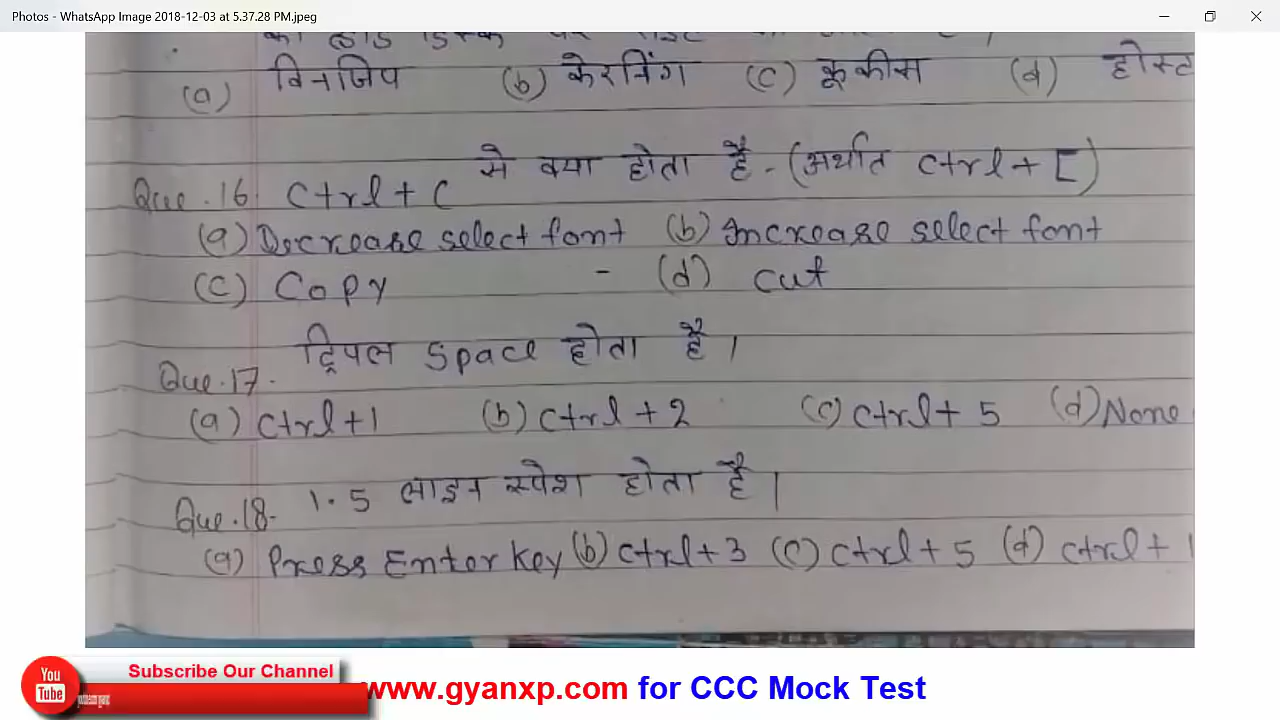 Photos - WhatsApp Image 2018-12-03 at 5.37.28 PM.jpeg
(a) विनजिप (b) केरनिंग (c) कूकीस (d) होस्ट
Que.16. Ctrl+C से क्या होता है - (अर्थात Ctrl+[)
(a) Decrease select font (b) Increase select font
(c) Copy - (d) cut
Que.17. ट्रिपल Space होता है।
(a) Ctrl+1 (b) Ctrl+2 (c) Ctrl+5 (d) None
Que.18. 1.5 लाइन स्पेश होता है।
(a) Press Enter Key (b) Ctrl+3 (c) Ctrl+5 (d) Ctrl+1
Subscribe Our Channel
You
Tube
www.gyanxp.com for CCC Mock Test